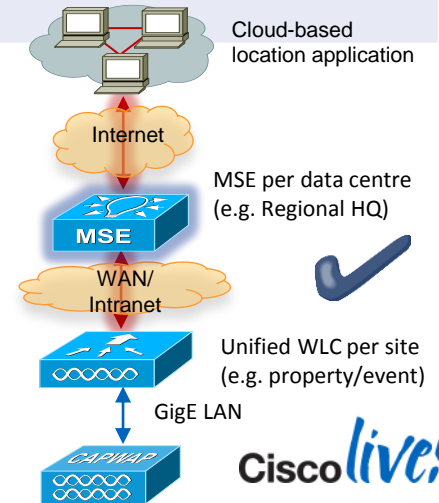 Cloud-based
location application
Internet
MSE per data centre
(e.g. Regional HQ)
MSE
WAN/
Intranet
Unified WLC per site
(e.g. property/event)
GigE LAN
CAPWAP
Cisco live!